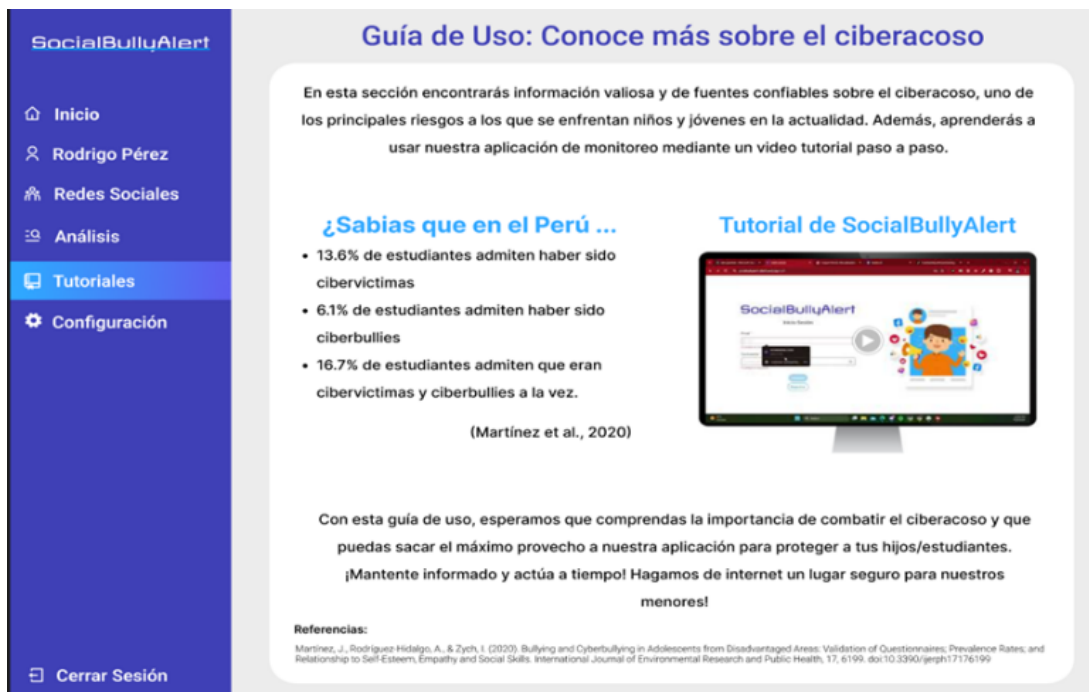 SocialBullyAlert
Inicio
Rodrigo Pérez
Redes Sociales
Análisis
Tutoriales
Configuración
Cerrar Sesión
Guía de Uso: Conoce más sobre el ciberacoso
En esta sección encontrarás información valiosa y de fuentes confiables sobre el ciberacoso, uno de
los principales riesgos a los que se enfrentan niños y jóvenes en la actualidad. Además, aprenderás a
usar nuestra aplicación de monitoreo mediante un video tutorial paso a paso.
¿Sabias que en el Perú ...
• 13.6% de estudiantes admiten haber sido
cibervictimas
• 6.1% de estudiantes admiten haber sido
ciberbullies
• 16.7% de estudiantes admiten que eran
cibervictimas y ciberbullies a la vez.
(Martínez et al., 2020)
Tutorial de SocialBullyAlert
SocialBullyAlert
Inicia Sesión
Con esta guía de uso, esperamos que comprendas la importancia de combatir el ciberacoso y que
puedas sacar el máximo provecho a nuestra aplicación para proteger a tus hijos/estudiantes.
¡Mantente informado y actúa a tiempo! Hagamos de internet un lugar seguro para nuestros
menores!
Referencias:
Martínez, J., Rodríguez-Hidalgo, A., & Zych, I. (2020). Bullying and Cyberbullying in Adolescents from Disadvantaged Areas: Validation of Questionnaires; Prevalence Rates; and
Relationship to Self-Esteem, Empathy and Social Skills. International Journal of Environmental Research and Public Health, 17, 6199. doi:10.3390/ijerph17176199